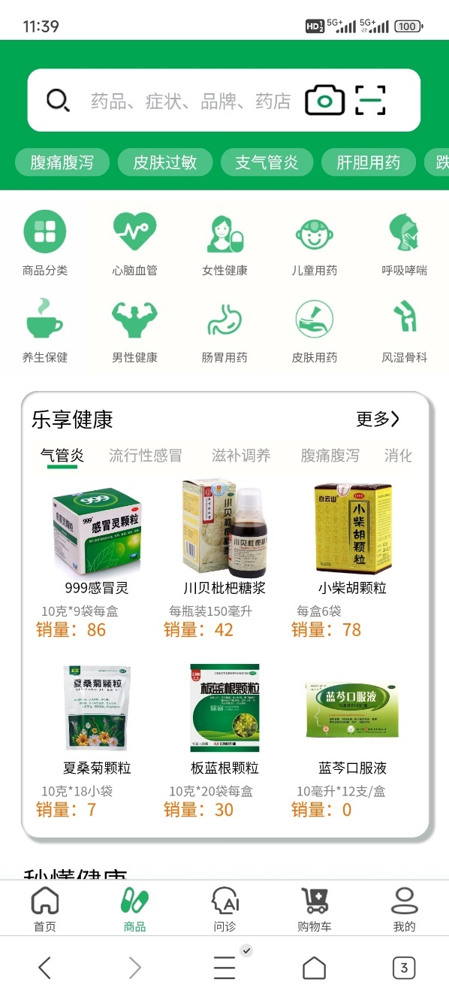 11:39
HD 1 2 5G+ 5G+ 100
药品、症状、品牌、药店
腹痛腹泻 皮肤过敏 支气管炎 肝胆用药 跌
商品分类 心脑血管 女性健康 儿童用药 呼吸哮喘
养生保健 男性健康 肠胃用药 皮肤用药 风湿骨科
乐享健康 更多
气管炎 流行性感冒 滋补调养 腹痛腹泻 消化
999 感冒灵颗粒 川贝枇杷糖浆 白云山 小柴胡颗粒
999感冒灵 川贝枇杷糖浆 小柴胡颗粒
10克*9袋每盒 每瓶装150毫升 每盒6袋
销量：86 销量：42 销量：78
夏桑菊颗粒 板蓝根颗粒 蓝芩口服液
夏桑菊颗粒 板蓝根颗粒 蓝芩口服液
10克*18小袋 10克*20袋每盒 10毫升*12支/盒
销量：7 销量：30 销量：0
秒懂健康
AI
首页 商品 问诊 购物车 我的
3